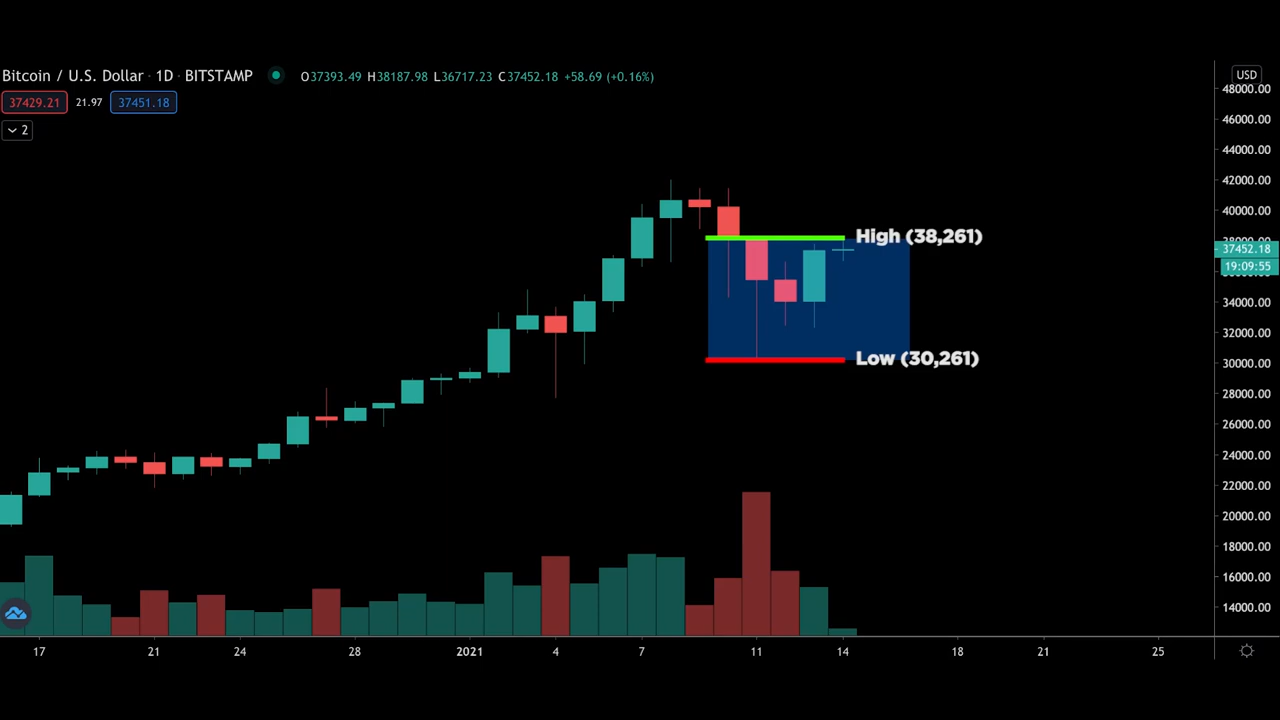 Bitcoin / U.S. Dollar · 1D · BITSTAMP
O37393.49 H38187.98 L36717.23 C37452.18 +58.69 (+0.16%)
USD
37429.21 21.97 37451.18
2
48000.00
46000.00
44000.00
42000.00
40000.00
High (38,261)
37452.18
19:09:55
34000.00
32000.00
Low (30,261)
30000.00
28000.00
26000.00
24000.00
22000.00
20000.00
18000.00
16000.00
14000.00
17 21 24 28 2021 4 7 11 14 18 21 25